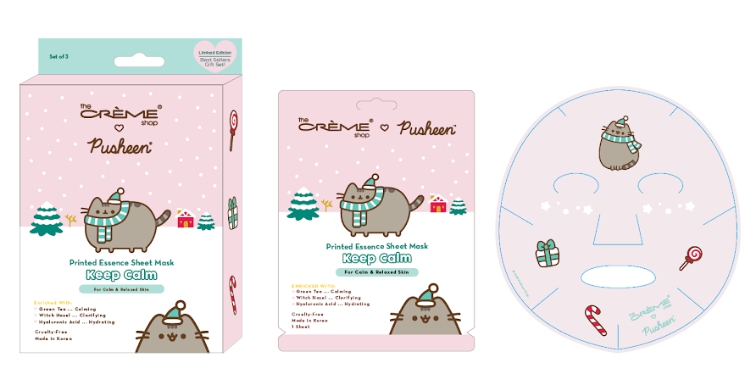 Set of 3
Limited Edition
Best Sellers
Gift Set!
the
CRÈME®
shop
Pusheen®
Printed Essence Sheet Mask
Keep Calm
For Calm & Relaxed Skin
Enriched With:
- Green Tea ... Calming
- Witch Hazel ... Clarifying
- Hyaluronic Acid ... Hydrating
Cruelty-Free
Made in Korea
the
CRÈME®
shop
Pusheen®
Printed Essence Sheet Mask
Keep Calm
For Calm & Relaxed Skin
ENRICHED WITH:
- Green Tea ... Calming
- Witch Hazel ... Clarifying
- Hyaluronic Acid ... Hydrating
Cruelty-Free
Made in Korea
1 Sheet
the
CRÈME
shop
Pusheen